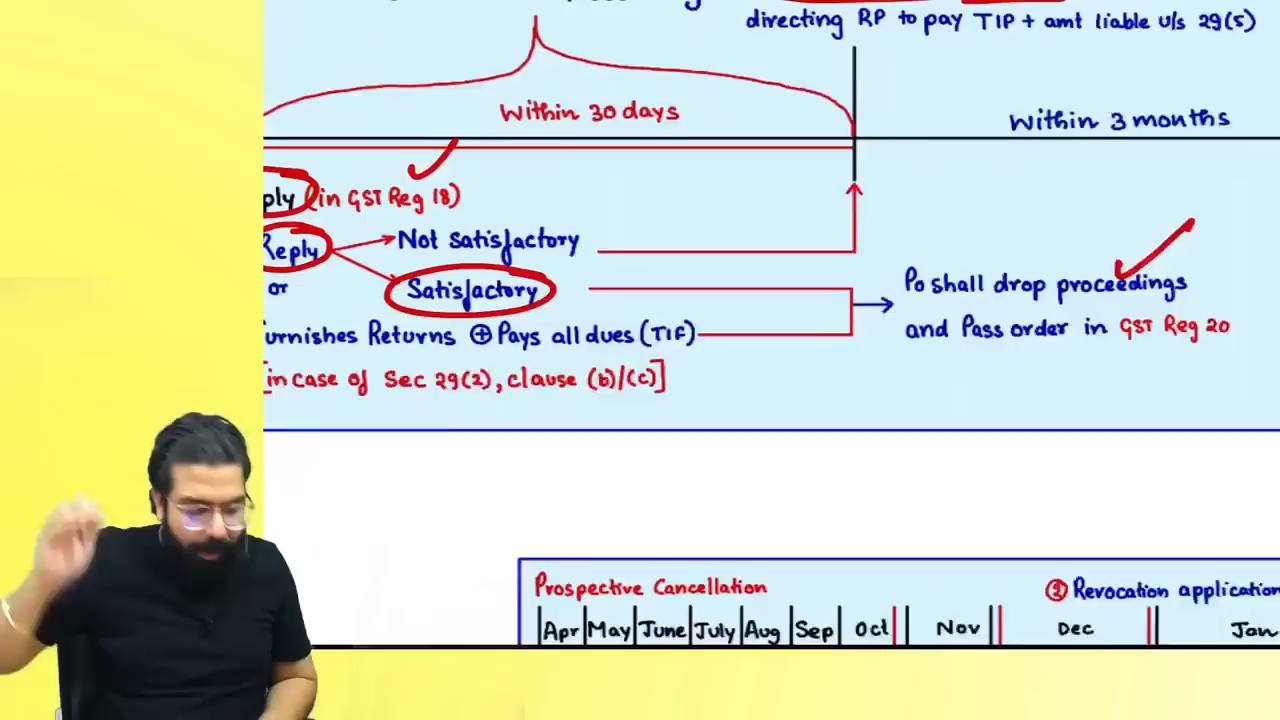 directing RP to pay TIP + amt liable u/s 29(5)
Within 30 days
Within 3 months
ply (in GST Reg 18)
Reply
Not satisfactory
or
Satisfactory
Po shall drop proceedings
and Pass order in GST Reg 20
urnishes Returns ⊕ Pays all dues (TIF)
[in case of Sec 29(2), clause (b)/(c)]
Prospective Cancellation
② Revocation application
Apr May June July Aug Sep Oct Nov Dec Jan